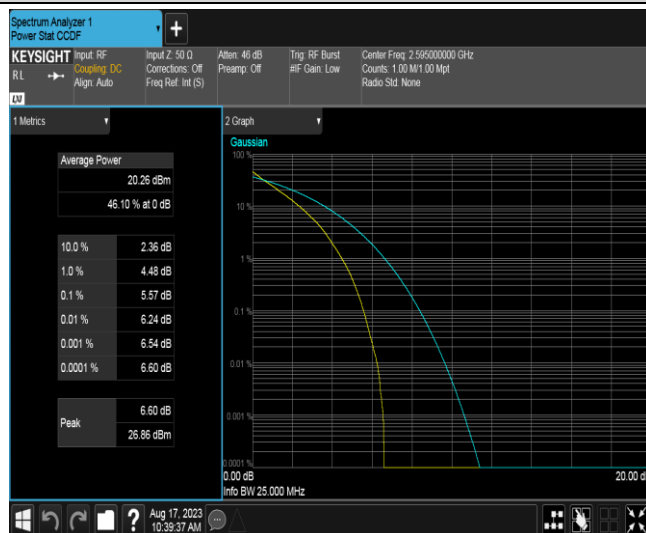 Spectrum Analyzer 1
Power Stat CCDF
+
KEYSIGHT
RL
LXI
Input: RF
Coupling: DC
Align: Auto
Input Z: 50 Ω
Corrections: Off
Freq Ref: Int (S)
Atten: 46 dB
Preamp: Off
Trig: RF Burst
#IF Gain: Low
Center Freq: 2.595000000 GHz
Counts: 1.00 M/1.00 Mpt
Radio Std: None
1 Metrics
Average Power
20.26 dBm
46.10 % at 0 dB
10.0 % 2.36 dB
1.0 % 4.48 dB
0.1 % 5.57 dB
0.01 % 6.24 dB
0.001 % 6.54 dB
0.0001 % 6.60 dB
Peak
6.60 dB
26.86 dBm
2 Graph
Gaussian
100 %
10 %
1 %
0.1 %
0.01 %
0.001 %
0.0001 %
0.00 dB
20.00 d
Info BW 25.000 MHz
?
Aug 17, 2023
10:39:37 AM